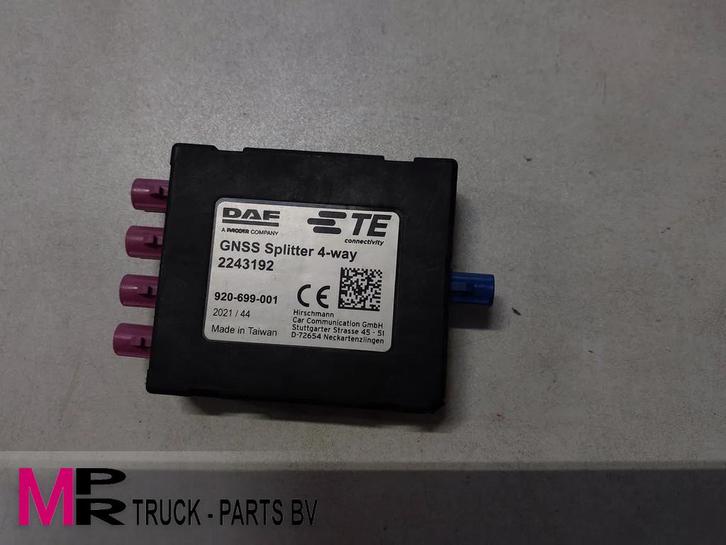 DAF
A PACCAR COMPANY
TE
connectivity
GNSS Splitter 4-way
2243192
920-699-001
2021 / 44
Made in Taiwan
CE
Hirschmann
Car Communication GmbH
Stuttgarter Strasse 45 - 51
D-72654 Neckartenzlingen
MPR TRUCK - PARTS BV